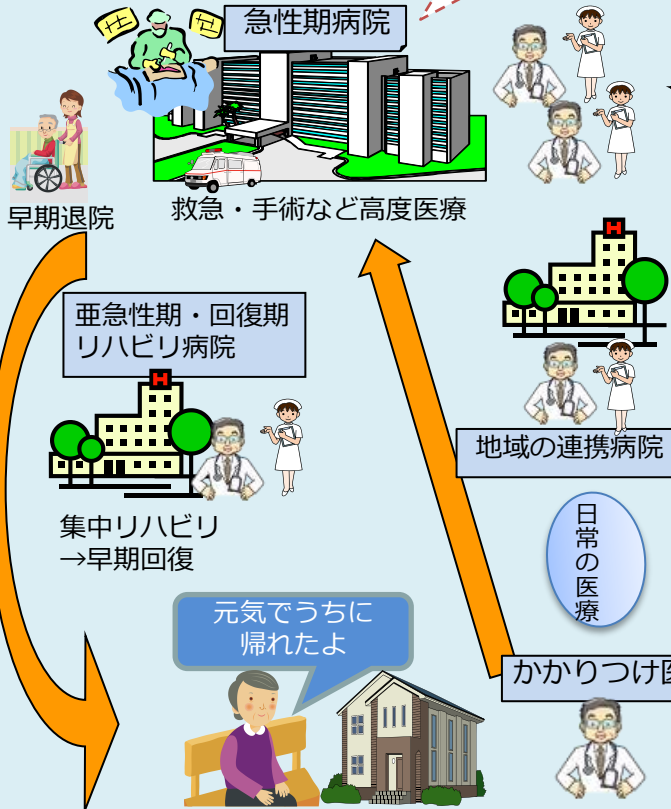 急性期病院
救急・手術など高度医療
早期退院
亜急性期・回復期
リハビリ病院
H
H
集中リハビリ
→早期回復
地域の連携病院
日常の医療
元気でうちに
帰れたよ
かかりつけ医